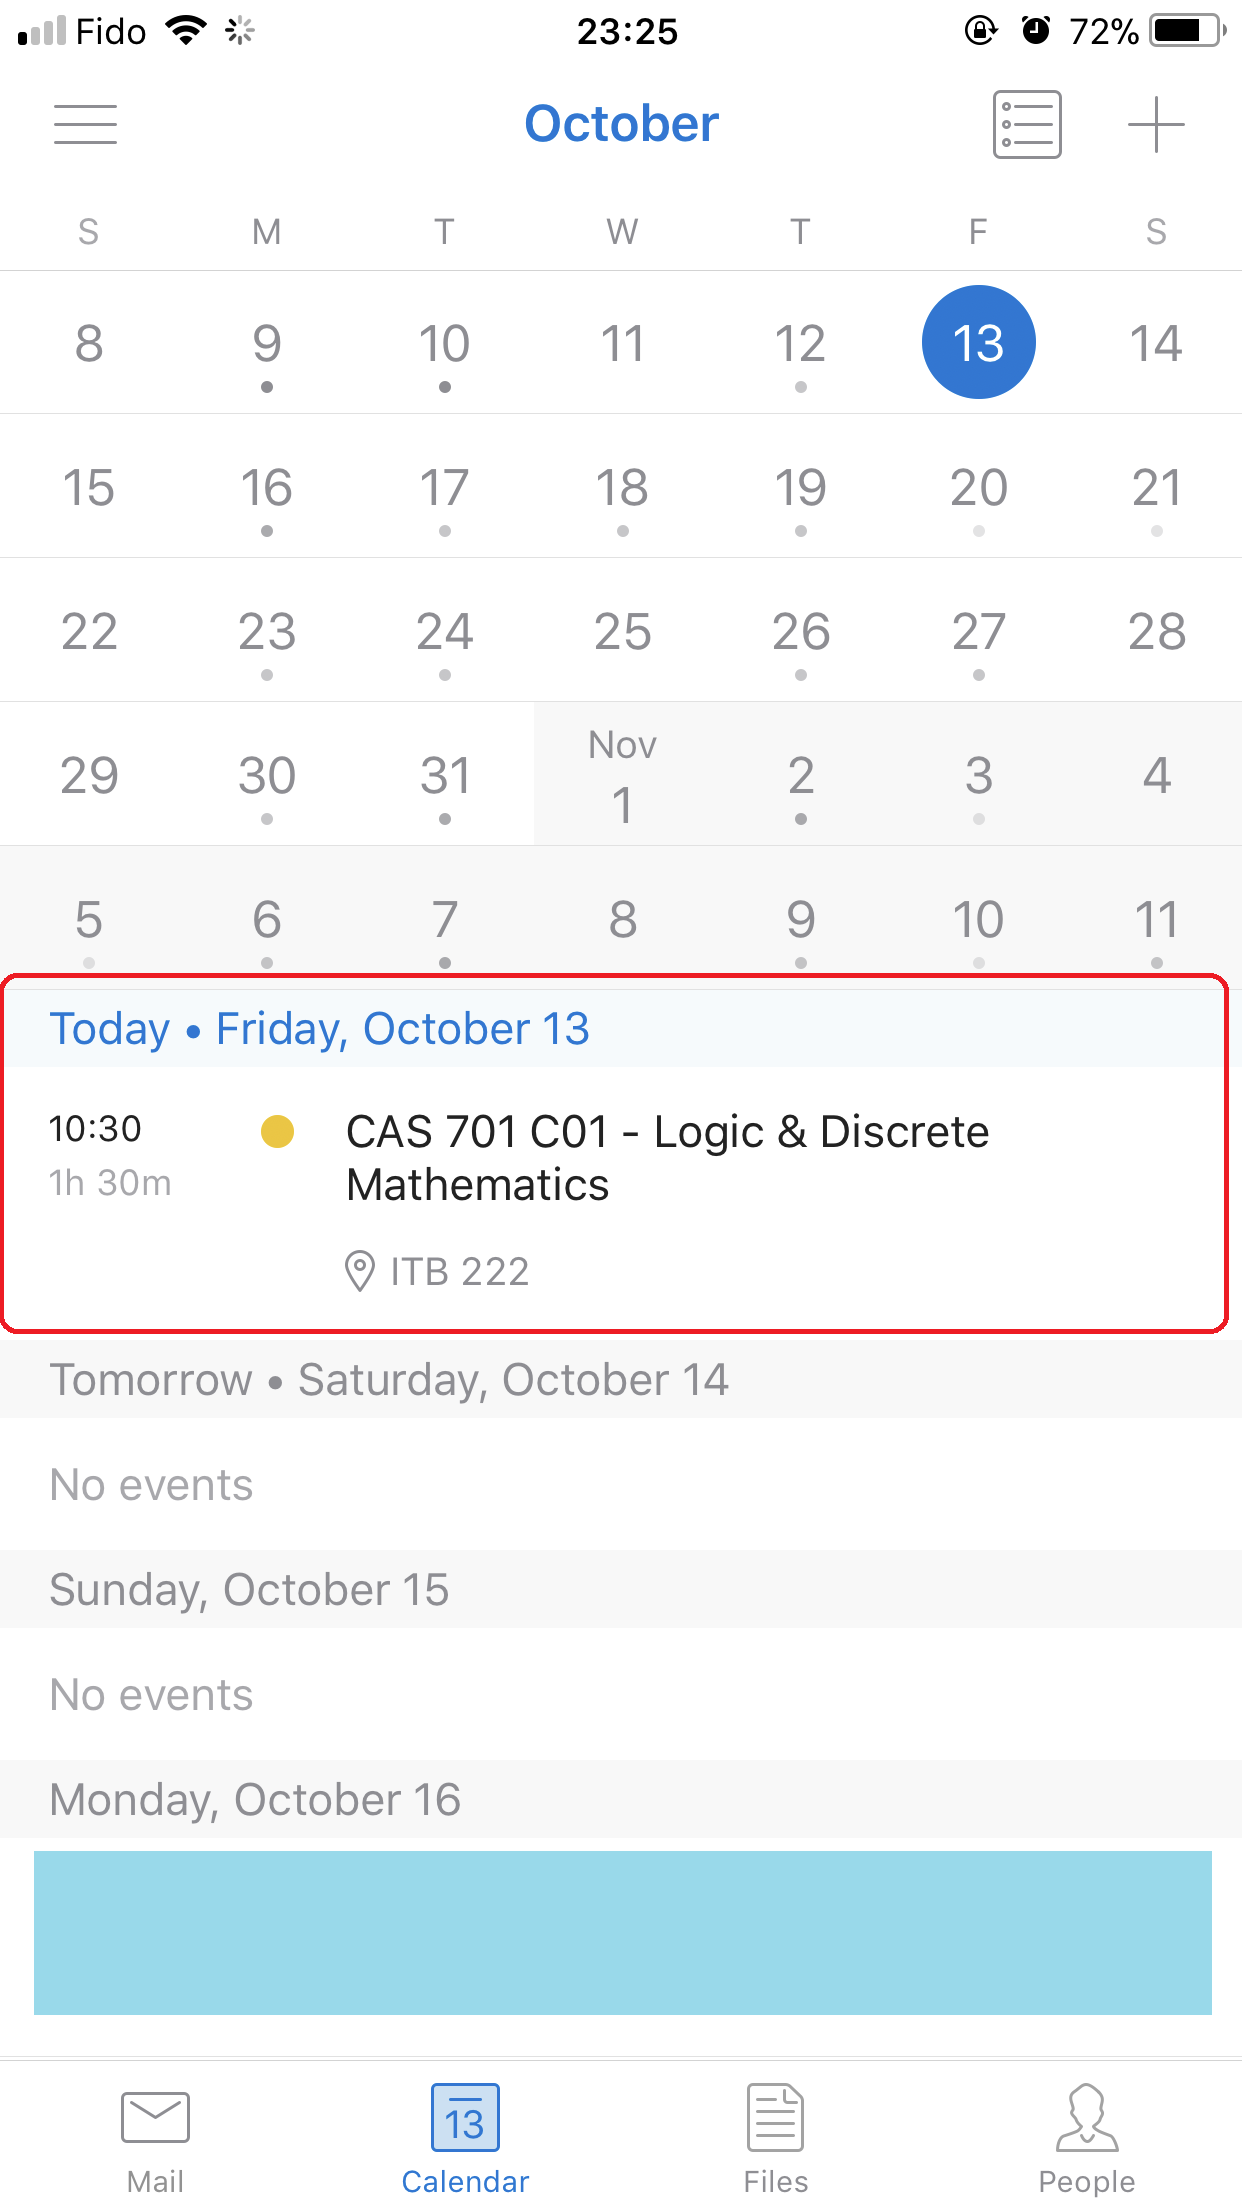 Fido 23:25 72%
October
S M T W T F S
8 9 10 11 12 13 14
15 16 17 18 19 20 21
22 23 24 25 26 27 28
29 30 31 Nov 1 2 3 4
5 6 7 8 9 10 11
Today • Friday, October 13
10:30 CAS 701 C01 - Logic & Discrete
1h 30m Mathematics
ITB 222
Tomorrow • Saturday, October 14
No events
Sunday, October 15
No events
Monday, October 16
13
Mail Calendar Files People